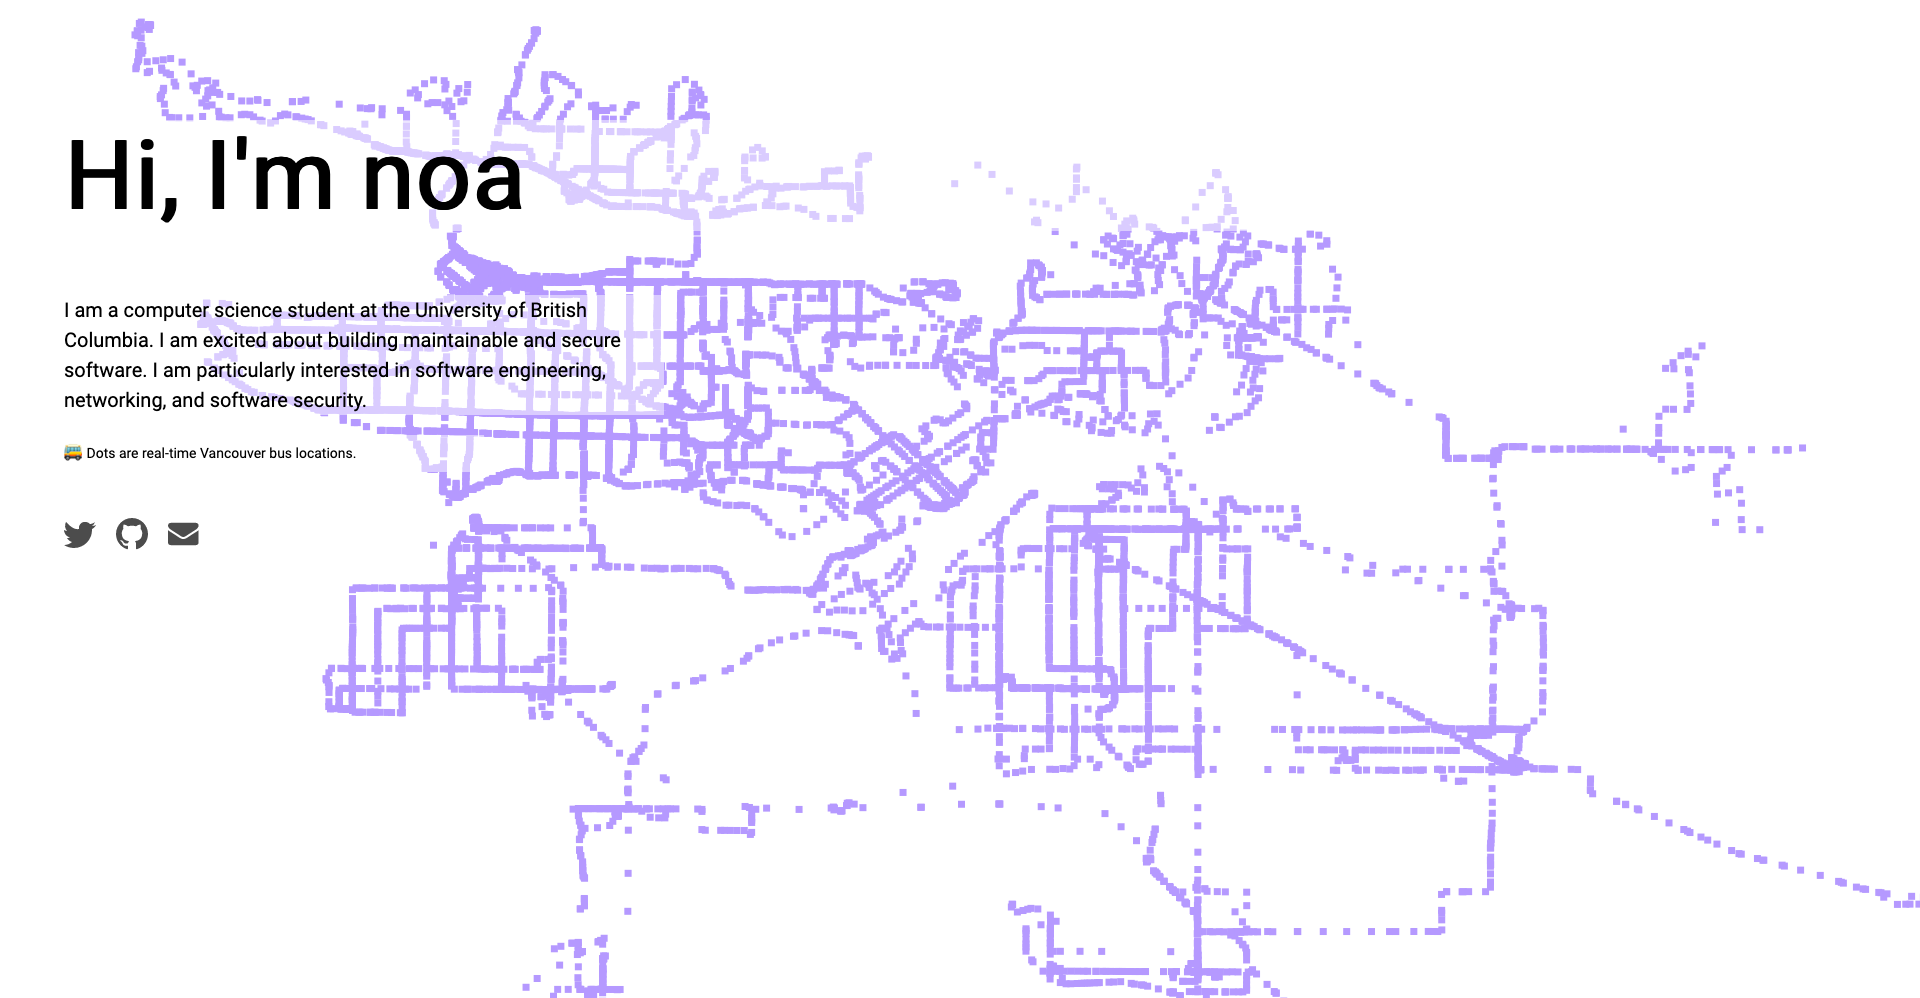 Hi, I'm noa
I am a computer science student at the University of British
Columbia. I am excited about building maintainable and secure
software. I am particularly interested in software engineering,
networking, and software security.
🚌 Dots are real-time Vancouver bus locations.